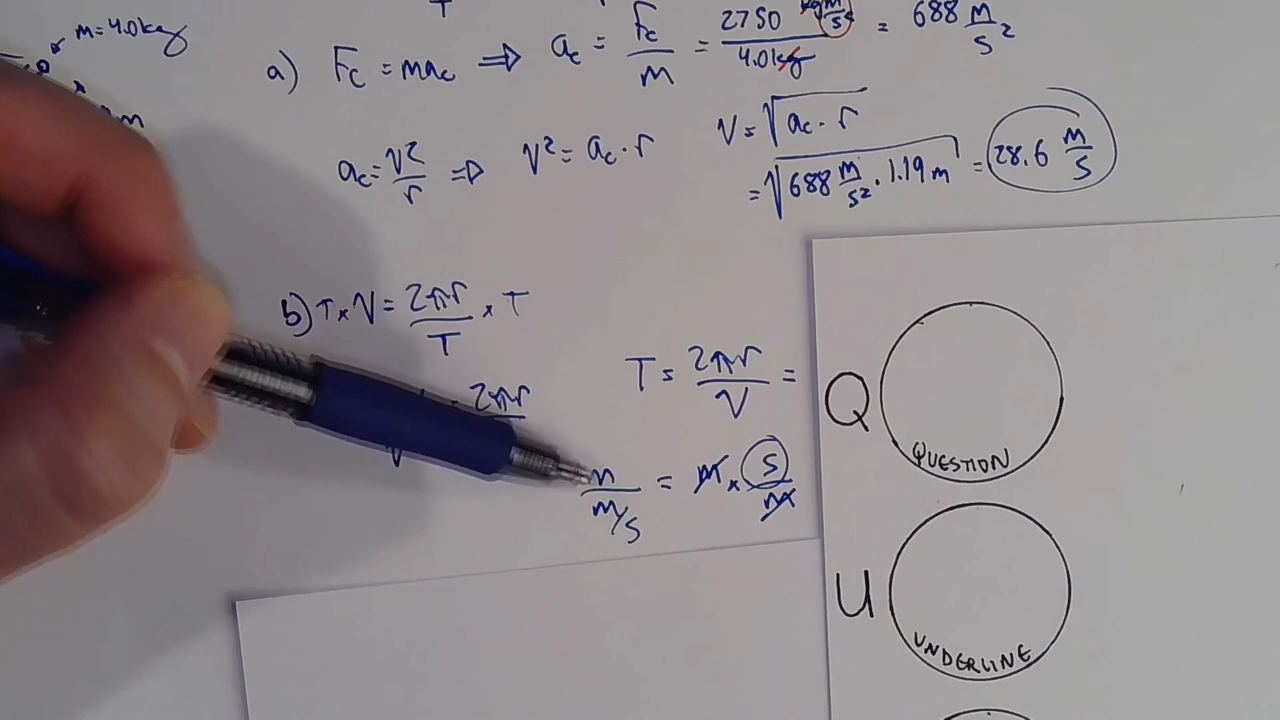 m = 4.0kg
T
a) Fc = mac ⇒ ac = Fc/m = 2750 kg m/s² / 4.0kg = 688 m/s²
m
ac = V²/r ⇒ V² = ac · r
V = √(ac · r)
= √(688 m/s² · 1.19 m) = 28.6 m/s
b) T × V = 2πr/T × T
2πr
V
T = 2πr/V =
m / m/s = m × s/m
Q
QUESTION
U
UNDERLINE